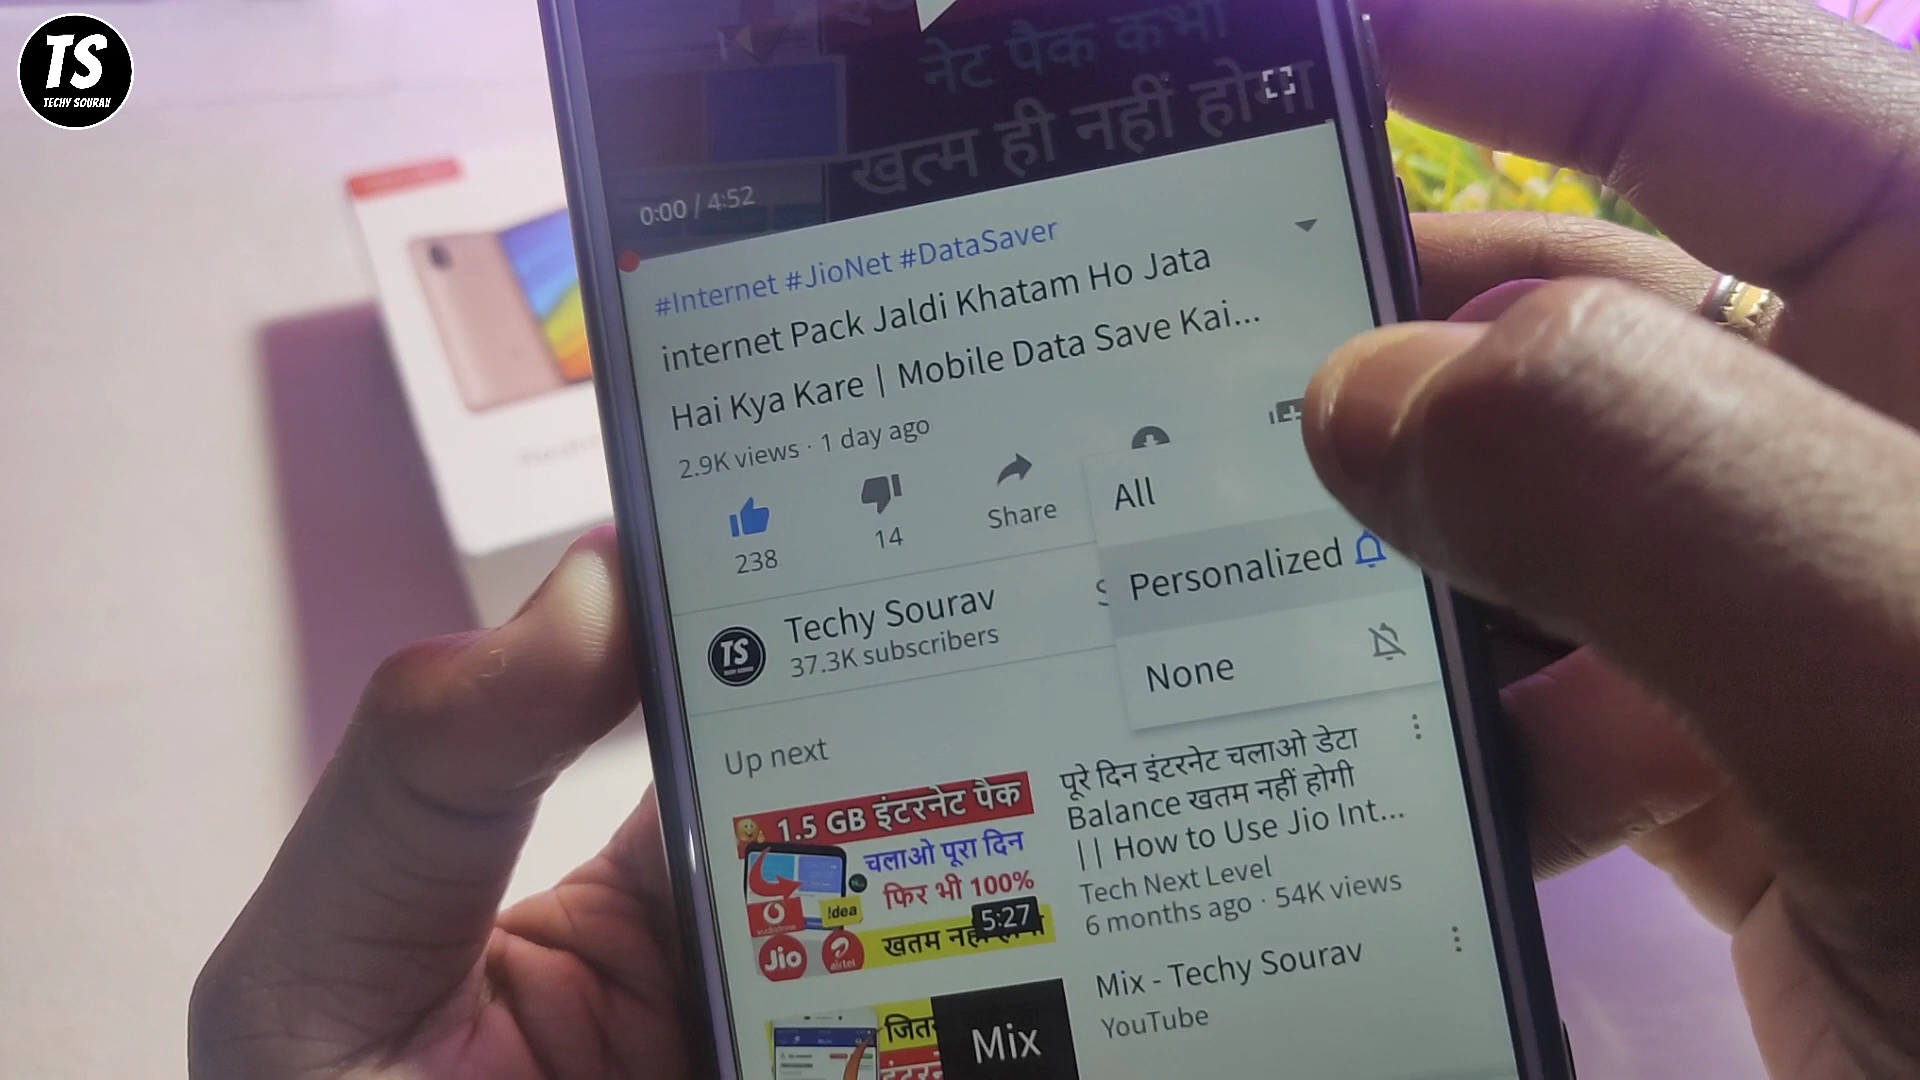 TS
TECHY SOURAV
नेट पैक कभी
खत्म ही नहीं होगा
0:00 / 4:52
#Internet #JioNet #DataSaver
internet Pack Jaldi Khatam Ho Jata
Hai Kya Kare | Mobile Data Save Kai...
2.9K views · 1 day ago
238
14
Share
All
Personalized
None
Techy Sourav
37.3K subscribers
TS
S
Up next
1.5 GB इंटरनेट पैक
चलाओ पूरा दिन
फिर भी 100%
Idea
vodafone
5:27
Jio
airtel
खतम
पूरे दिन इंटरनेट चलाओ डेटा
Balance खतम नहीं होगी
|| How to Use Jio Int...
Tech Next Level
6 months ago · 54K views
Mix - Techy Sourav
YouTube
Mix